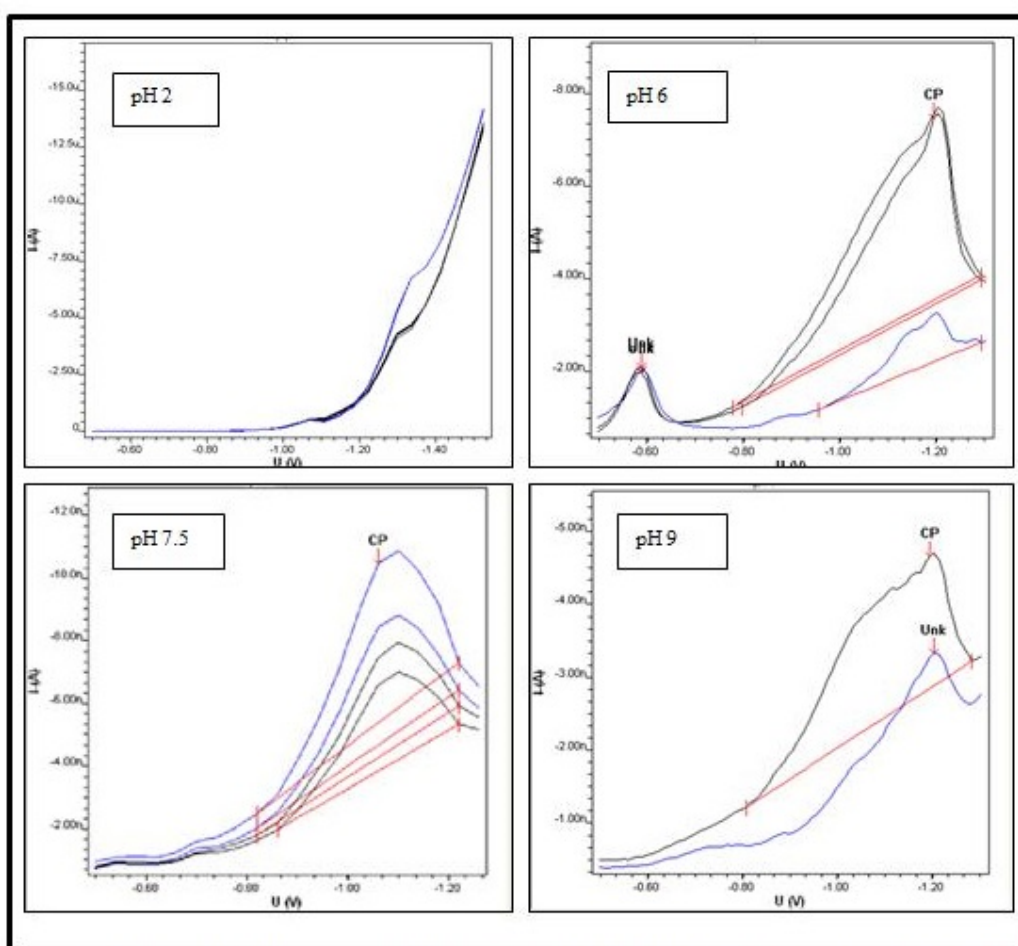 pH 2
-15.0u
-12.5u
-10.0u
-7.50u
-5.00u
-2.50u
0
I (A)
-0.60 -0.80 -1.00 -1.20 -1.40
U (V)
pH 6
CP
-8.00n
-6.00n
-4.00n
-2.00n
I (A)
Unk
-0.60 -0.80 -1.00 -1.20
U (V)
pH 7.5
CP
-12.0n
-10.0n
-8.00n
-6.00n
-4.00n
-2.00n
I (A)
-0.60 -0.80 -1.00 -1.20
U (V)
pH 9
CP
Unk
-5.00n
-4.00n
-3.00n
-2.00n
-1.00n
I (A)
-0.60 -0.80 -1.00 -1.20
U (V)